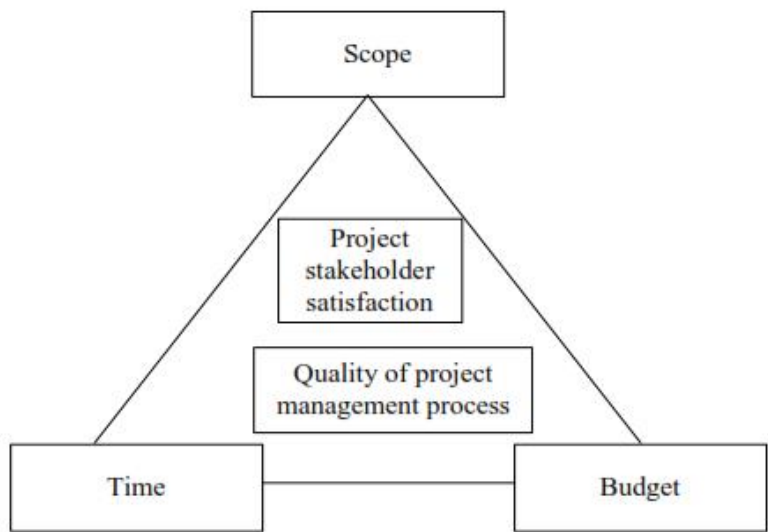 Scope
Project
stakeholder
satisfaction
Quality of project
management process
Time
Budget